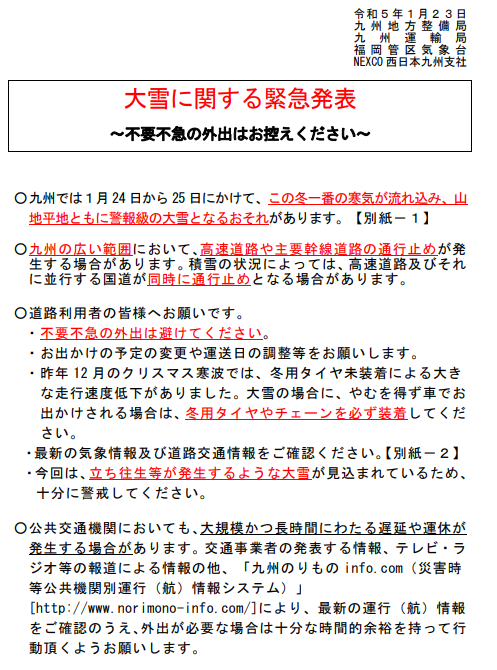 令和５年１月２３日
九州地方整備局
九州運輸局
福岡管区気象台
NEXCO 西日本九州支社
大雪に関する緊急発表
～不要不急の外出はお控えください～
〇九州では１月 24 日から 25 日にかけて、この冬一番の寒気が流れ込み、山
地平地ともに警報級の大雪となるおそれがあります。【別紙－１】
〇九州の広い範囲において、高速道路や主要幹線道路の通行止めが発
生する場合があります。積雪の状況によっては、高速道路及びそれ
に並行する国道が同時に通行止めとなる場合があります。
〇道路利用者の皆様へお願いです。
・不要不急の外出は避けてください。
・お出かけの予定の変更や運送日の調整等をお願いします。
・昨年 12 月のクリスマス寒波では、冬用タイヤ未装着による大き
な走行速度低下がありました。大雪の場合に、やむを得ず車でお
出かけされる場合は、冬用タイヤやチェーンを必ず装着してくだ
さい。
・最新の気象情報及び道路交通情報をご確認ください。【別紙－２】
・今回は、立ち往生等が発生するような大雪が見込まれているため、
十分に警戒してください。
〇公共交通機関においても、大規模かつ長時間にわたる遅延や運休が
発生する場合があります。交通事業者の発表する情報、テレビ・ラ
ジオ等の報道による情報の他、「九州のりもの info.com（災害時
等公共機関別運行（航）情報システム）」
[http://www.norimono-info.com/]により、最新の運行（航）情報
をご確認のうえ、外出が必要な場合は十分な時間的余裕を持って行
動頂くようお願いします。